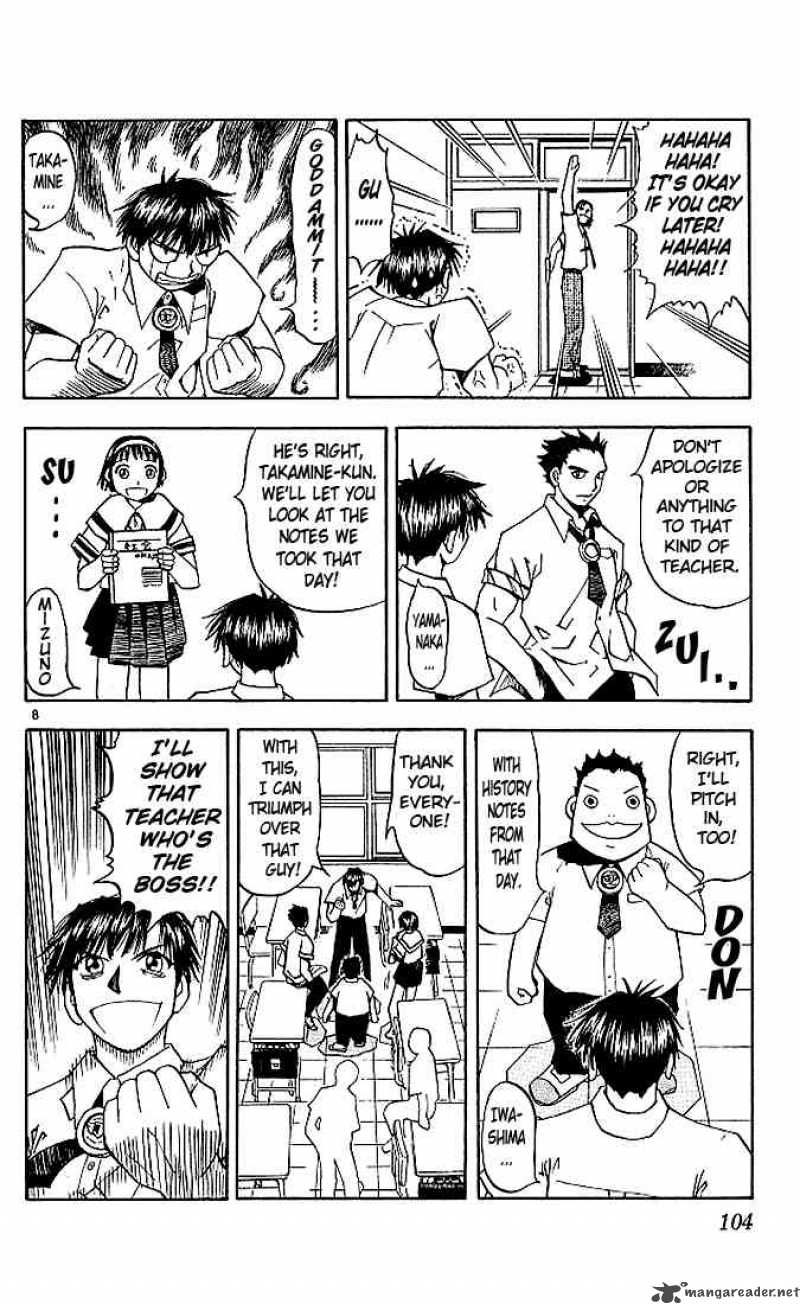 HAHAHA
HAHA!
IT'S OKAY
IF YOU CRY
LATER!
HAHAHA
HAHA!!
GU
......
GODDAMMIT......
TAKA-
MINE
...
DON'T
APOLOGIZE
OR
ANYTHING
TO THAT
KIND OF
TEACHER.
YAMA-
NAKA
...
ZUI..
HE'S RIGHT,
TAKAMINE-KUN.
WE'LL LET YOU
LOOK AT THE
NOTES WE
TOOK THAT
DAY!
SU
...
MIZUNO
8
RIGHT,
I'LL
PITCH
IN,
TOO!
WITH
HISTORY
NOTES
FROM
THAT
DAY.
DON
IWA-
SHIMA
...
THANK
YOU,
EVERY-
ONE!
WITH
THIS,
I CAN
TRIUMPH
OVER
THAT
GUY!
I'LL
SHOW
THAT
TEACHER
WHO'S
THE
BOSS!!
104
mangareader.net